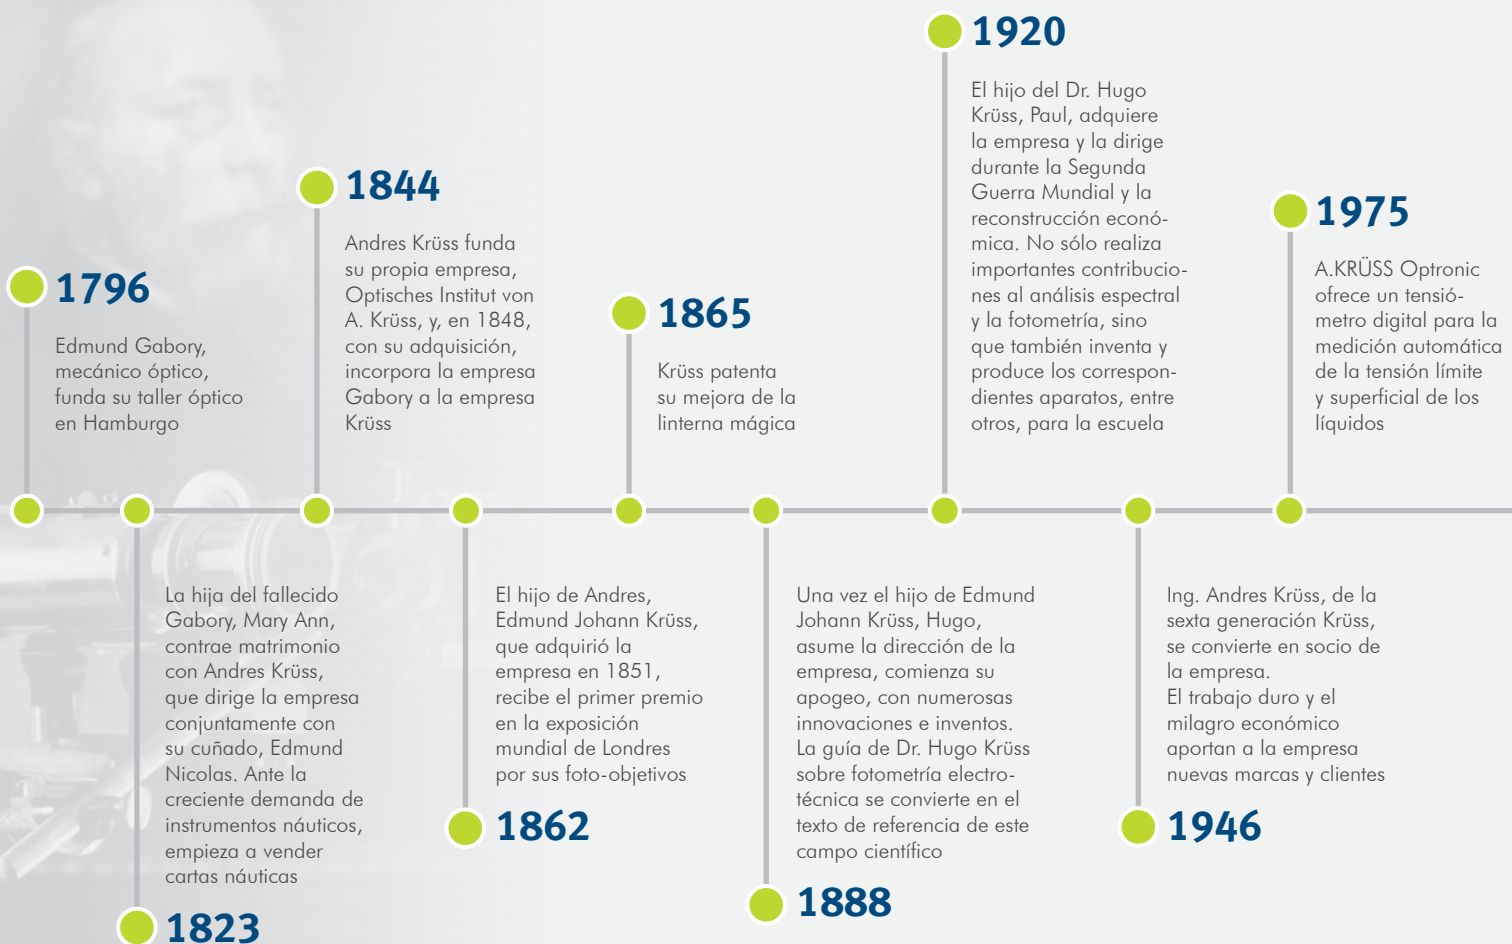 1796
Edmund Gabory,
mecánico óptico,
funda su taller óptico
en Hamburgo
La hija del fallecido
Gabory, Mary Ann,
contrae matrimonio
con Andres Krüss,
que dirige la empresa
conjuntamente con
su cuñado, Edmund
Nicolas. Ante la
creciente demanda de
instrumentos náuticos,
empieza a vender
cartas náuticas
1823
1844
Andres Krüss funda
su propia empresa,
Optisches Institut von
A. Krüss, y, en 1848,
con su adquisición,
incorpora la empresa
Gabory a la empresa
Krüss
El hijo de Andres,
Edmund Johann Krüss,
que adquirió la
empresa en 1851,
recibe el primer premio
en la exposición
mundial de Londres
por sus foto-objetivos
1862
1865
Krüss patenta
su mejora de la
linterna mágica
Una vez el hijo de Edmund
Johann Krüss, Hugo,
asume la dirección de la
empresa, comienza su
apogeo, con numerosas
innovaciones e inventos.
La guía de Dr. Hugo Krüss
sobre fotometría electro-
técnica se convierte en el
texto de referencia de este
campo científico
1888
1920
El hijo del Dr. Hugo
Krüss, Paul, adquiere
la empresa y la dirige
durante la Segunda
Guerra Mundial y la
reconstrucción econó-
mica. No sólo realiza
importantes contribucio-
nes al análisis espectral
y la fotometría, sino
que también inventa y
produce los correspon-
dientes aparatos, entre
otros, para la escuela
Ing. Andres Krüss, de la
sexta generación Krüss,
se convierte en socio de
la empresa.
El trabajo duro y el
milagro económico
aportan a la empresa
nuevas marcas y clientes
1946
1975
A.KRÜSS Optronic
ofrece un tensió-
metro digital para la
medición automática
de la tensión límite
y superficial de los
líquidos